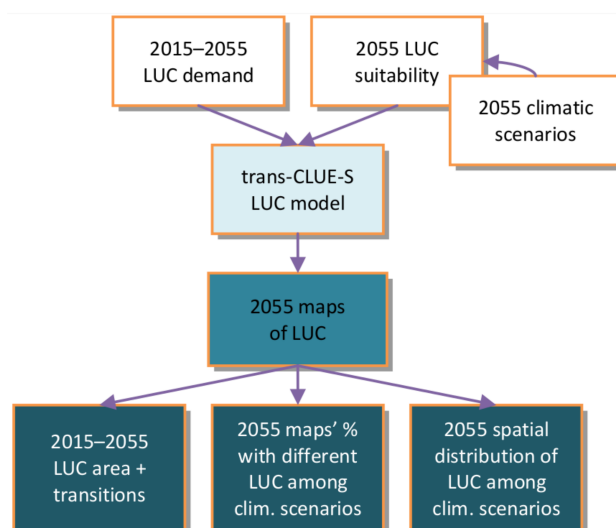 2015–2055
LUC demand
2055 LUC
suitability
2055 climatic
scenarios
trans-CLUE-S
LUC model
2055 maps
of LUC
2015–2055
LUC area +
transitions
2055 maps’ %
with different
LUC among
clim. scenarios
2055 spatial
distribution of
LUC among
clim. scenarios